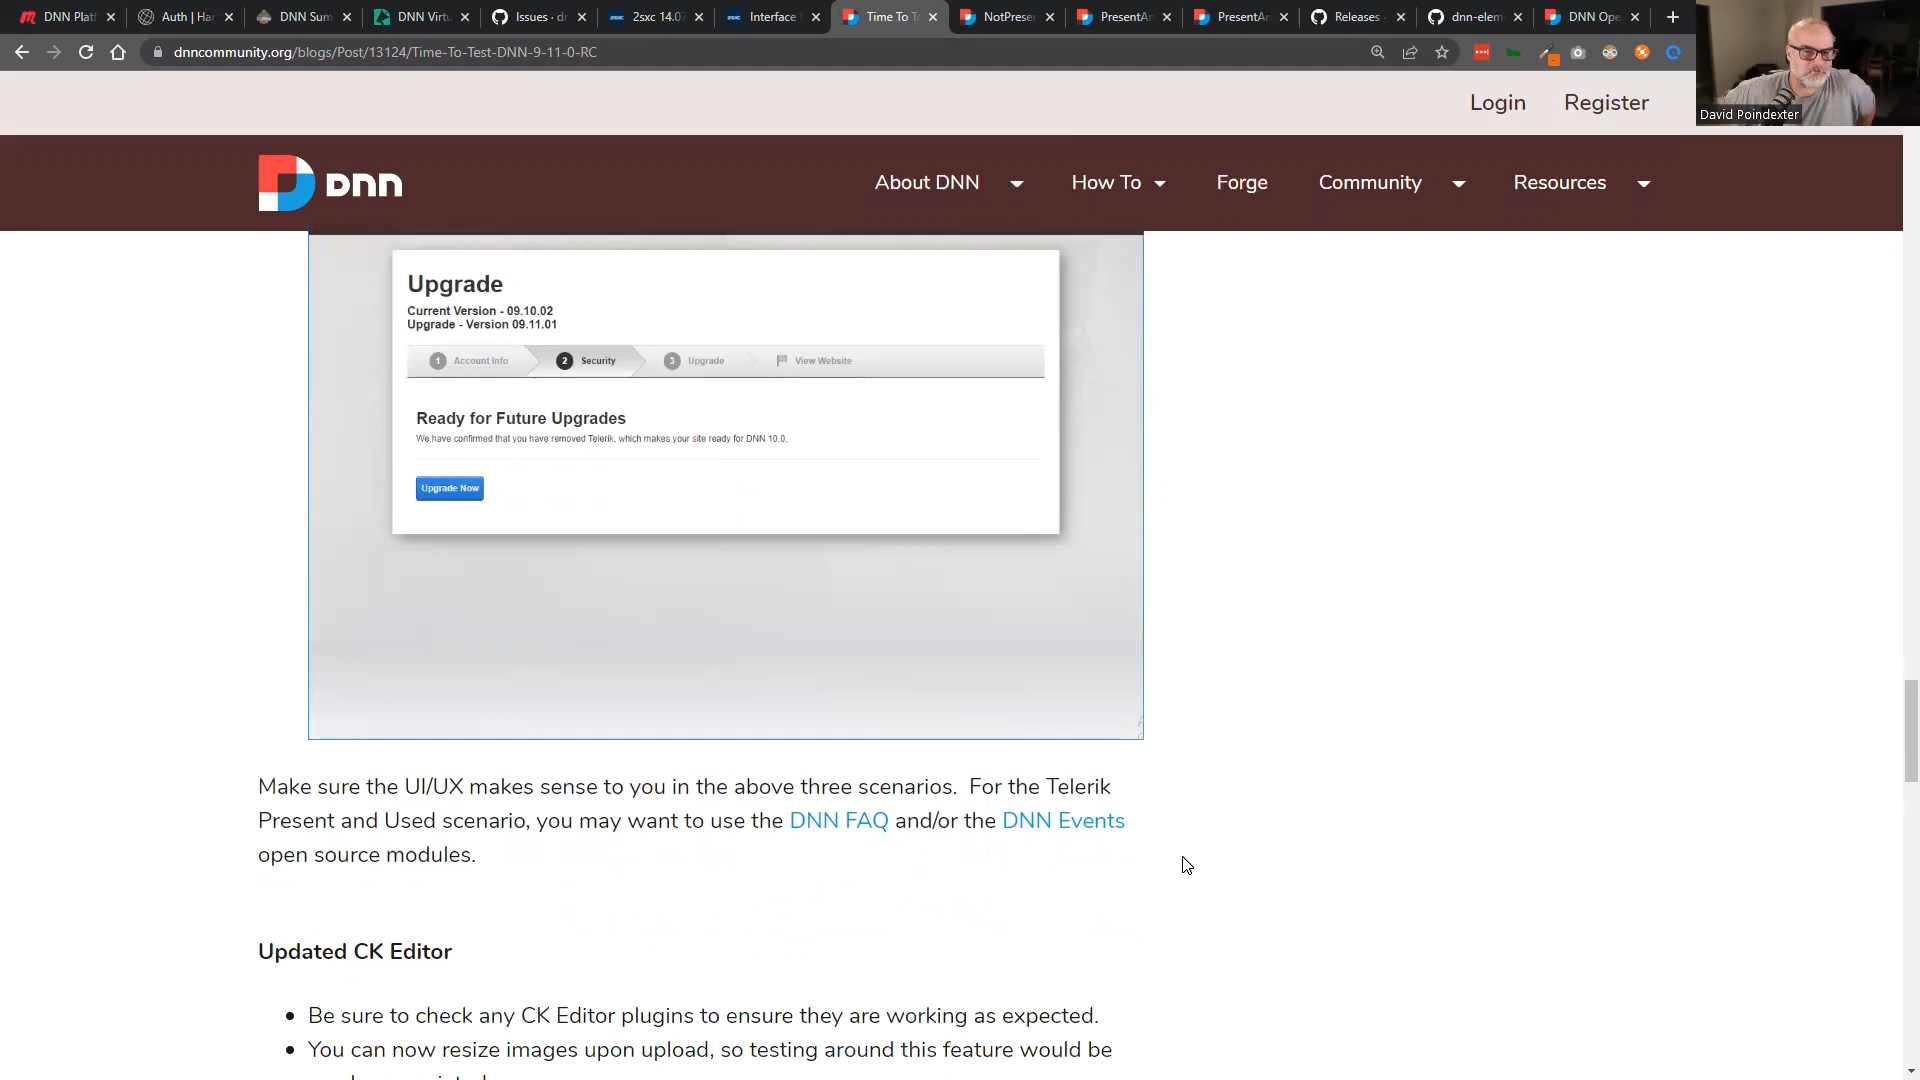 DNN Platf
Auth | Har
DNN Sum
DNN Virtu
Issues · dn
2sxc 14.07
Interface
Time To T
NotPrese
PresentAn
PresentAn
Releases ·
dnn-elem
DNN Ope
dnncommunity.org/blogs/Post/13124/Time-To-Test-DNN-9-11-0-RC
David Poindexter
Login
Register
DNN
About DNN
How To
Forge
Community
Resources
Upgrade
Current Version - 09.10.02
Upgrade - Version 09.11.01
1 Account Info
2 Security
3 Upgrade
View Website
Ready for Future Upgrades
We have confirmed that you have removed Telerik, which makes your site ready for DNN 10.0.
Upgrade Now
Make sure the UI/UX makes sense to you in the above three scenarios. For the Telerik
Present and Used scenario, you may want to use the DNN FAQ and/or the DNN Events
open source modules.
Updated CK Editor
• Be sure to check any CK Editor plugins to ensure they are working as expected.
• You can now resize images upon upload, so testing around this feature would be